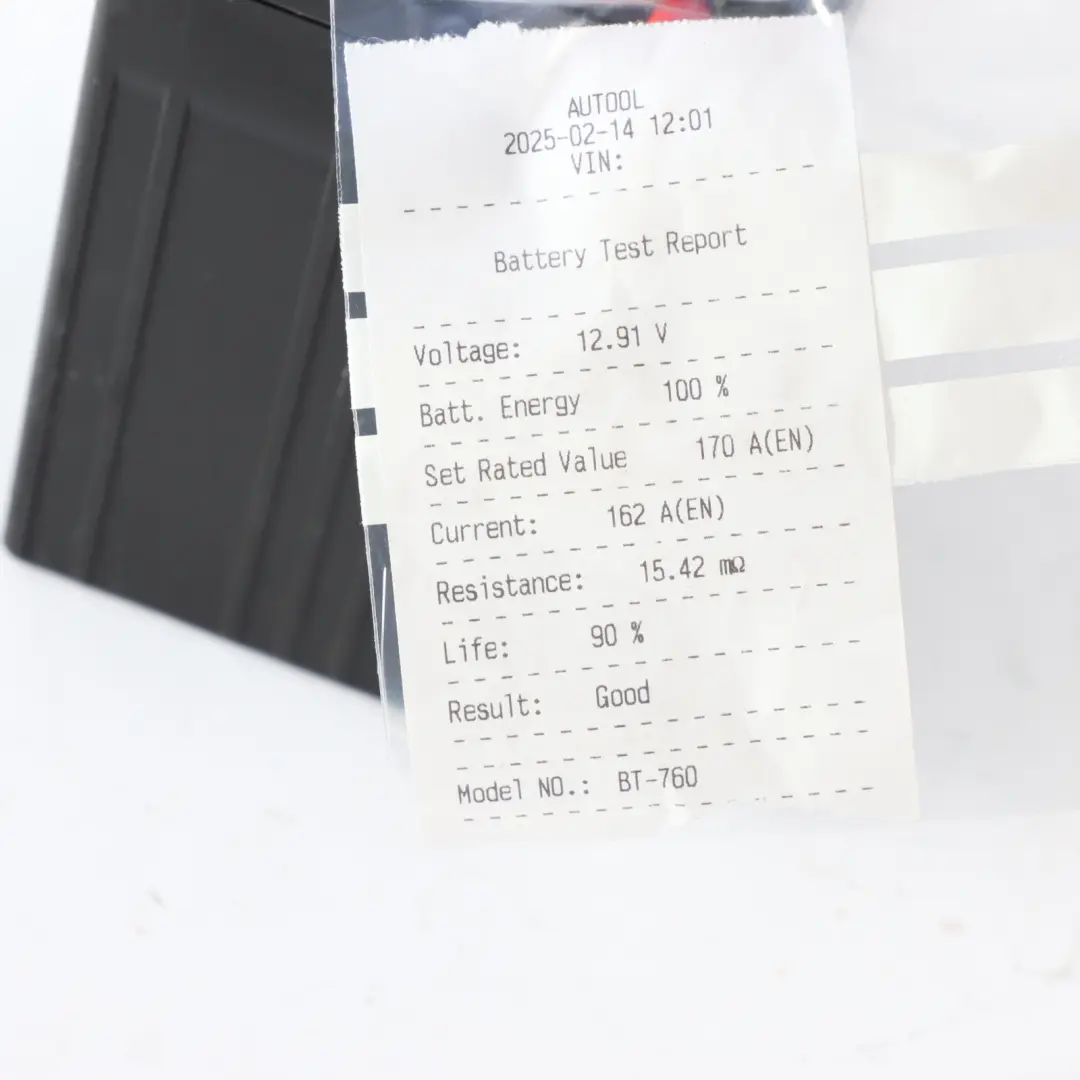 AUTOOL
2025-02-14 12:01
VIN:
Battery Test Report
Voltage: 12.91 V
Batt. Energy 100 %
Set Rated Value 170 A(EN)
Current: 162 A(EN)
Resistance: 15.42 mΩ
Life: 90 %
Result: Good
Model NO.: BT-760